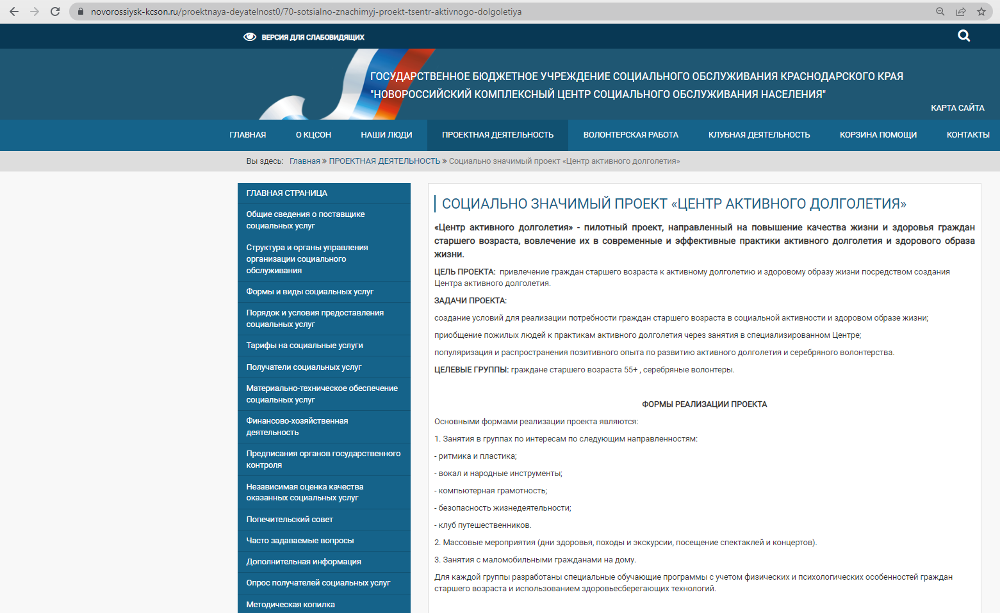 novorossiysk-kcson.ru/proektnaya-deyatelnost0/70-sotsialno-znachimyj-proekt-tsentr-aktivnogo-dolgoletiya
ВЕРСИЯ ДЛЯ СЛАБОВИДЯЩИХ
ГОСУДАРСТВЕННОЕ БЮДЖЕТНОЕ УЧРЕЖДЕНИЕ СОЦИАЛЬНОГО ОБСЛУЖИВАНИЯ КРАСНОДАРСКОГО КРАЯ
"НОВОРОССИЙСКИЙ КОМПЛЕКСНЫЙ ЦЕНТР СОЦИАЛЬНОГО ОБСЛУЖИВАНИЯ НАСЕЛЕНИЯ"
КАРТА САЙТА
ГЛАВНАЯ О КЦСОН НАШИ ЛЮДИ ПРОЕКТНАЯ ДЕЯТЕЛЬНОСТЬ ВОЛОНТЕРСКАЯ РАБОТА КЛУБНАЯ ДЕЯТЕЛЬНОСТЬ КОРЗИНА ПОМОЩИ КОНТАКТЫ
Вы здесь: Главная » ПРОЕКТНАЯ ДЕЯТЕЛЬНОСТЬ » Социально значимый проект «Центр активного долголетия»
ГЛАВНАЯ СТРАНИЦА
Общие сведения о поставщике
социальных услуг
Структура и органы управления
организации социального
обслуживания
Формы и виды социальных услуг
Порядок и условия предоставления
социальных услуг
Тарифы на социальные услуги
Получатели социальных услуг
Материально-техническое обеспечение
социальных услуг
Финансово-хозяйственная
деятельность
Предписания органов государственного
контроля
Независимая оценка качества
оказанных социальных услуг
Попечительский совет
Часто задаваемые вопросы
Дополнительная информация
Опрос получателей социальных услуг
Методическая копилка
СОЦИАЛЬНО ЗНАЧИМЫЙ ПРОЕКТ «ЦЕНТР АКТИВНОГО ДОЛГОЛЕТИЯ»
«Центр активного долголетия» - пилотный проект, направленный на повышение качества жизни и здоровья граждан
старшего возраста, вовлечение их в современные и эффективные практики активного долголетия и здорового образа
жизни.
ЦЕЛЬ ПРОЕКТА: привлечение граждан старшего возраста к активному долголетию и здоровому образу жизни посредством создания
Центра активного долголетия.
ЗАДАЧИ ПРОЕКТА:
создание условий для реализации потребности граждан старшего возраста в социальной активности и здоровом образе жизни;
приобщение пожилых людей к практикам активного долголетия через занятия в специализированном Центре;
популяризация и распространения позитивного опыта по развитию активного долголетия и серебряного волонтерства.
ЦЕЛЕВЫЕ ГРУППЫ: граждане старшего возраста 55+ , серебряные волонтеры.
ФОРМЫ РЕАЛИЗАЦИИ ПРОЕКТА
Основными формами реализации проекта являются:
1. Занятия в группах по интересам по следующим направленностям:
- ритмика и пластика;
- вокал и народные инструменты;
- компьютерная грамотность;
- безопасность жизнедеятельности;
- клуб путешественников.
2. Массовые мероприятия (дни здоровья, походы и экскурсии, посещение спектаклей и концертов).
3. Занятия с маломобильными гражданами на дому.
Для каждой группы разработаны специальные обучающие программы с учетом физических и психологических особенностей граждан
старшего возраста и использованием здоровьесберегающих технологий.